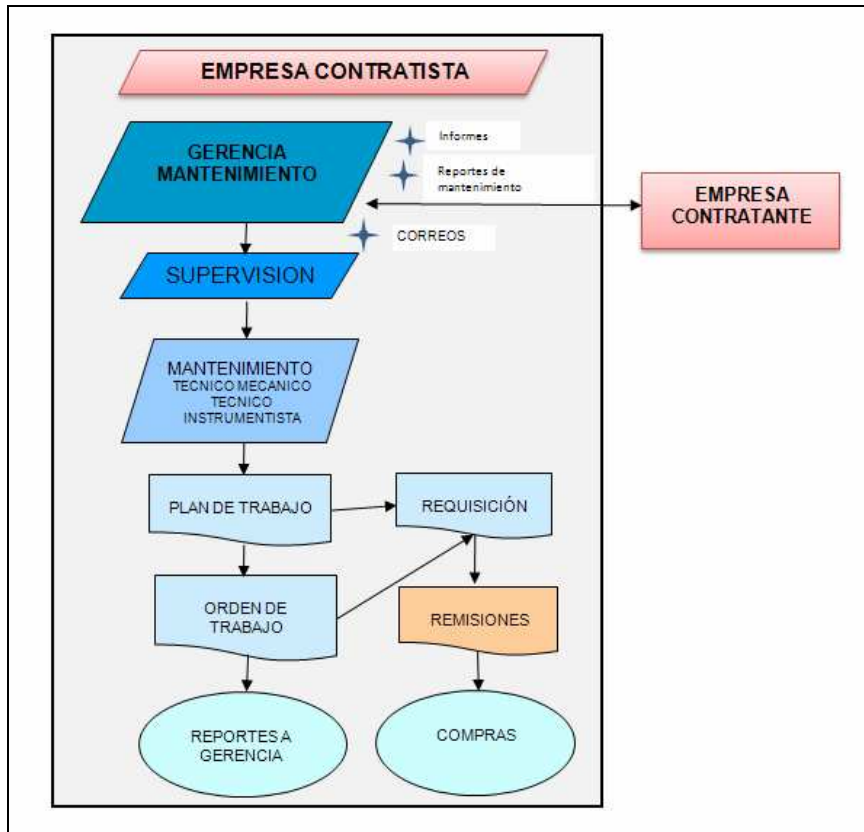 EMPRESA CONTRATISTA
GERENCIA
MANTENIMIENTO
Informes
Reportes de
mantenimiento
EMPRESA
CONTRATANTE
CORREOS
SUPERVISION
MANTENIMIENTO
TECNICO MECANICO
TECNICO
INSTRUMENTISTA
PLAN DE TRABAJO
REQUISICIÓN
ORDEN DE
TRABAJO
REMISIONES
REPORTES A
GERENCIA
COMPRAS